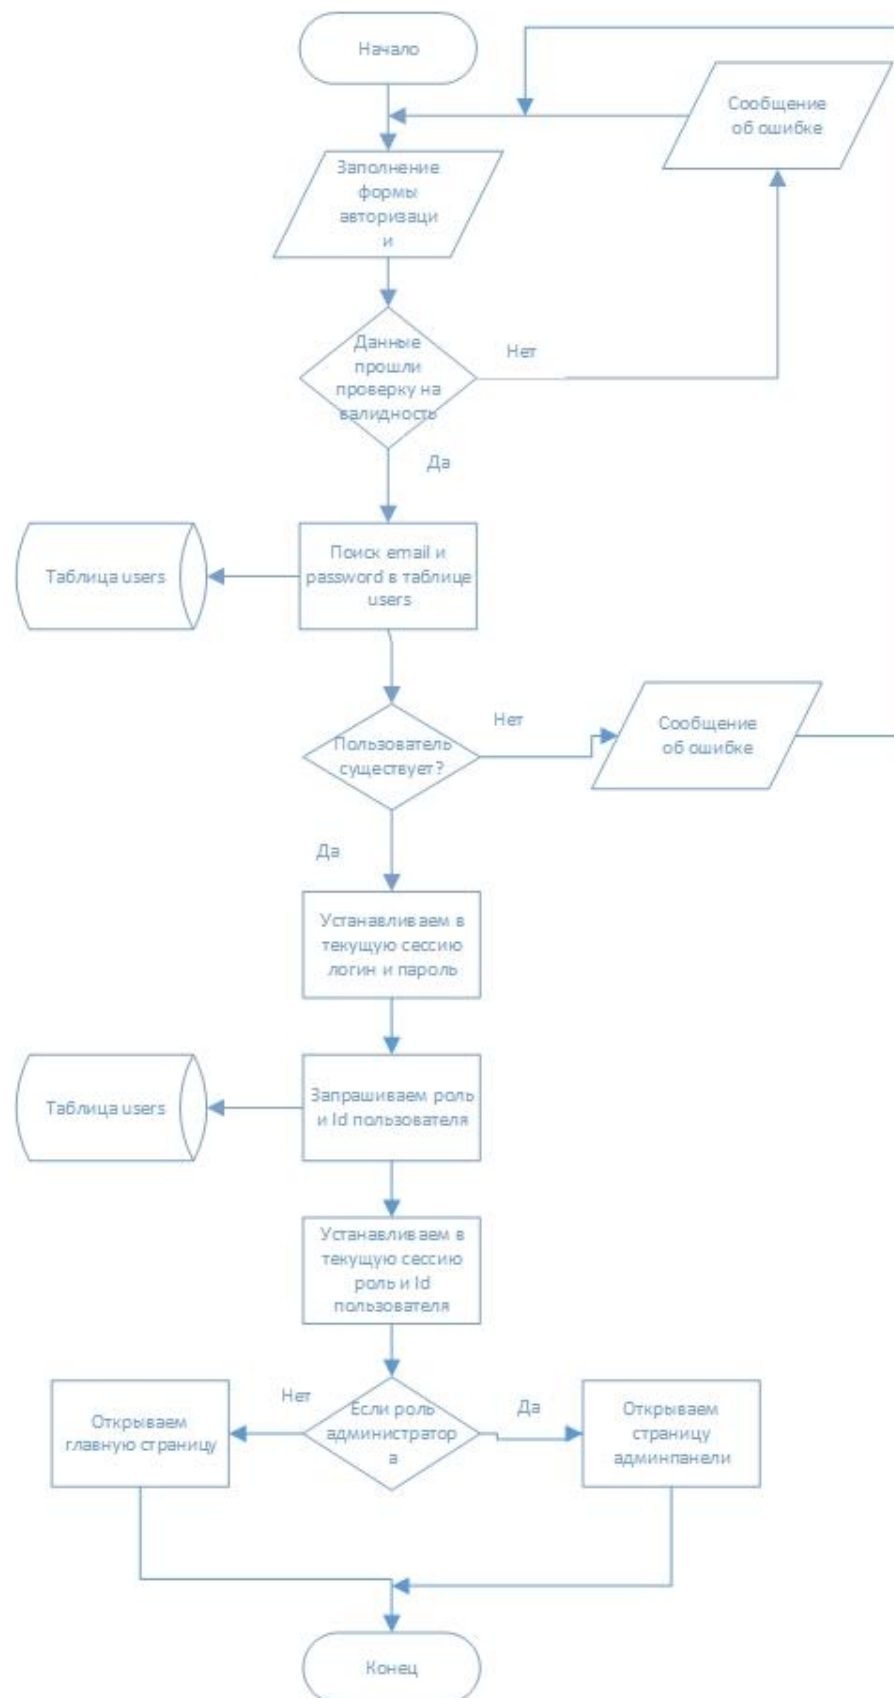 Начало
Сообщение
об ошибке
Заполнение
формы
авторизаци
и
Данные
прошли
проверку на
валидность
Нет
Да
Таблица users
Поиск email и
password в таблице
users
Пользователь
существует?
Нет
Сообщение
об ошибке
Да
Устанавливаем в
текущую сессию
логин и пароль
Таблица users
Запрашиваем роль
и Id пользователя
Устанавливаем в
текущую сессию
роль и Id
пользователя
Открываем
главную страницу
Нет
Если роль
администратор
а
Да
Открываем
страницу
админпанели
Конец